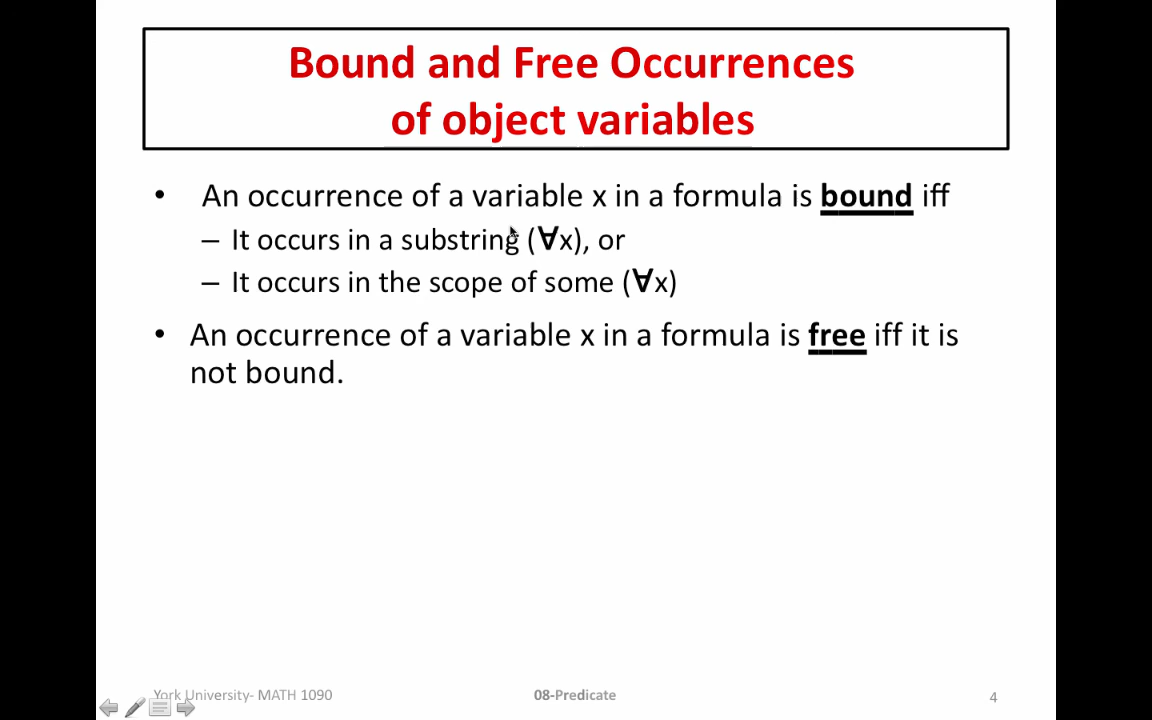 Bound and Free Occurrences
of object variables
• An occurrence of a variable x in a formula is bound iff
– It occurs in a substring (∀x), or
– It occurs in the scope of some (∀x)
• An occurrence of a variable x in a formula is free iff it is
not bound.
York University- MATH 1090
08-Predicate
4